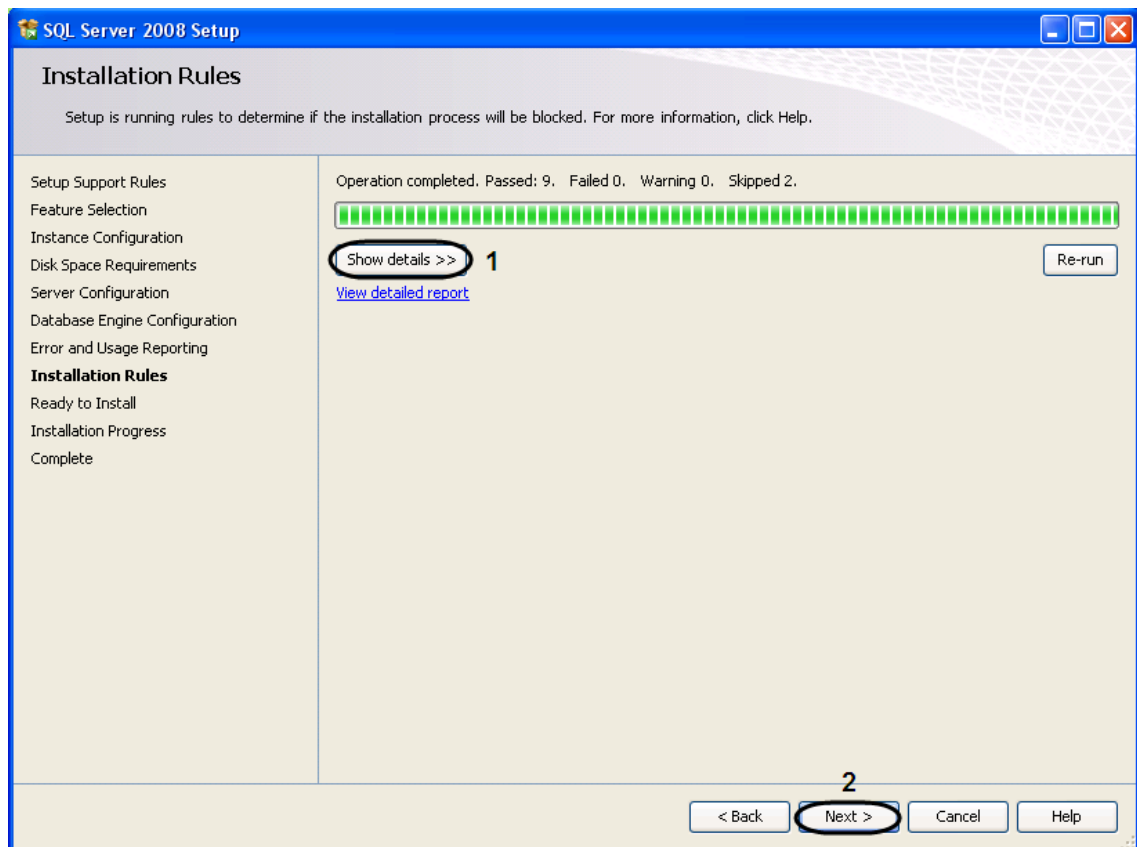 SQL Server 2008 Setup
Installation Rules
Setup is running rules to determine if the installation process will be blocked. For more information, click Help.
Setup Support Rules
Feature Selection
Instance Configuration
Disk Space Requirements
Server Configuration
Database Engine Configuration
Error and Usage Reporting
Installation Rules
Ready to Install
Installation Progress
Complete
Operation completed. Passed: 9. Failed 0. Warning 0. Skipped 2.
Show details >> 1 Re-run
View detailed report
2
< Back Next > Cancel Help